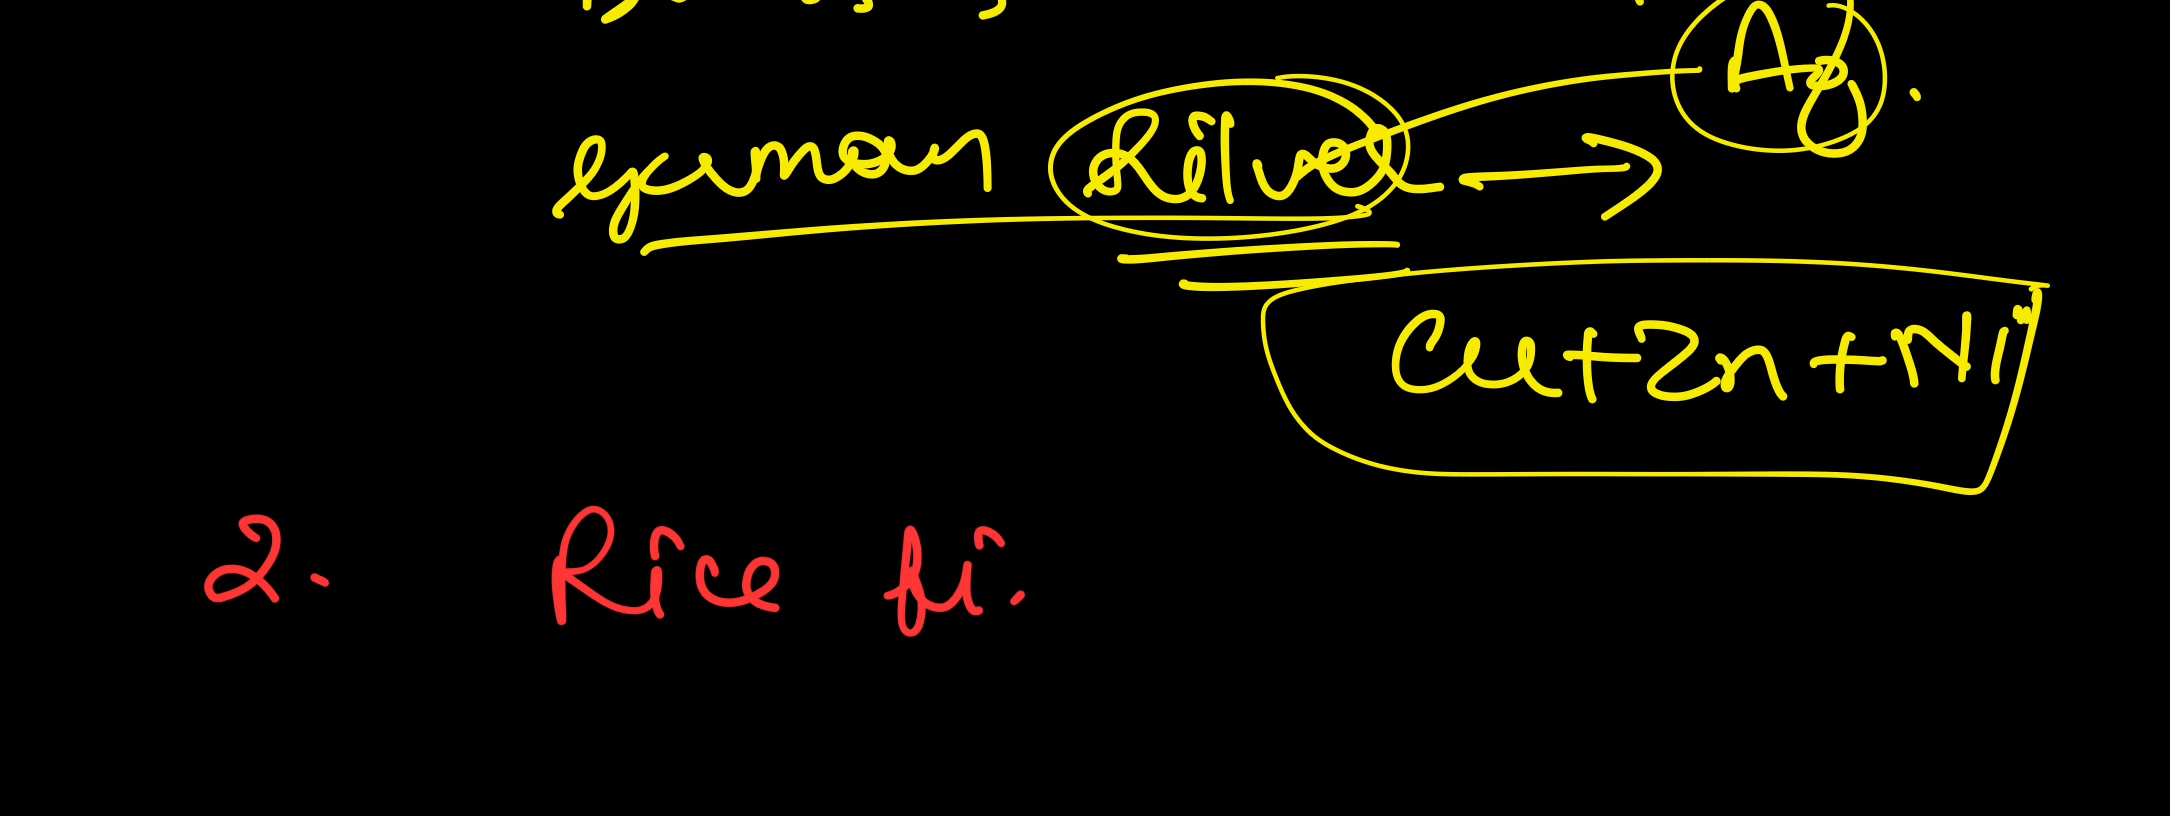 Ag.
German Silver →
Cu + Zn + Ni
2. Rice fi.